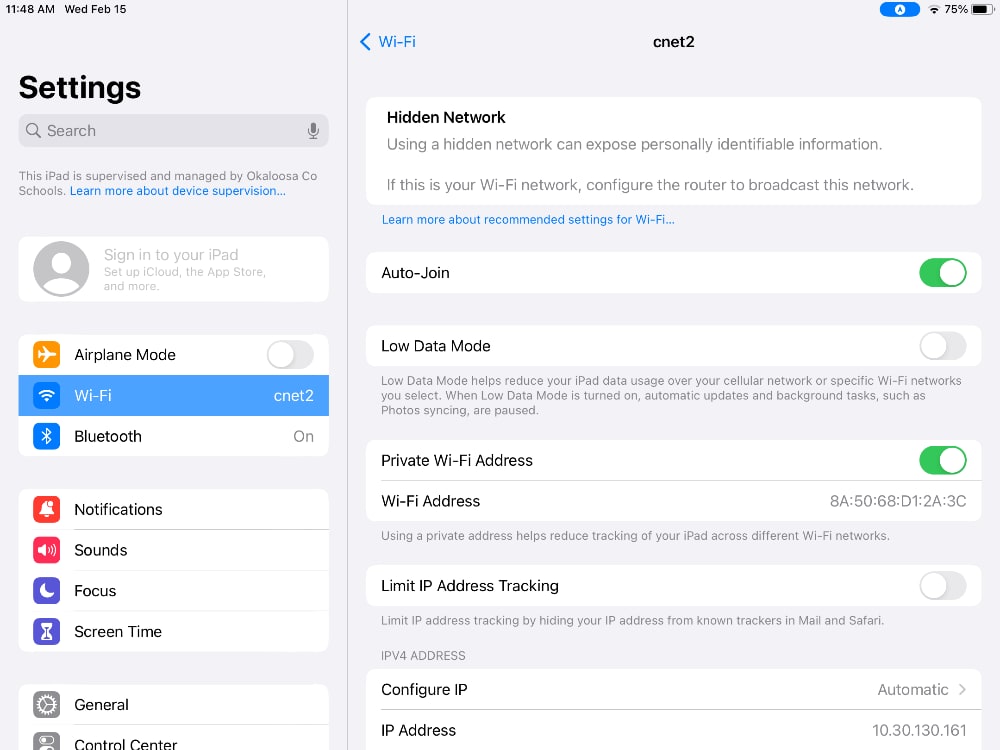 11:48 AM Wed Feb 15
75%
Settings
Search
This iPad is supervised and managed by Okaloosa Co
Schools. Learn more about device supervision...
Sign in to your iPad
Set up iCloud, the App Store,
and more.
Airplane Mode
Wi-Fi cnet2
Bluetooth On
Notifications
Sounds
Focus
Screen Time
General
Control Center
Wi-Fi
cnet2
Hidden Network
Using a hidden network can expose personally identifiable information.
If this is your Wi-Fi network, configure the router to broadcast this network.
Learn more about recommended settings for Wi-Fi...
Auto-Join
Low Data Mode
Low Data Mode helps reduce your iPad data usage over your cellular network or specific Wi-Fi networks
you select. When Low Data Mode is turned on, automatic updates and background tasks, such as
Photos syncing, are paused.
Private Wi-Fi Address
Wi-Fi Address 8A:50:68:D1:2A:3C
Using a private address helps reduce tracking of your iPad across different Wi-Fi networks.
Limit IP Address Tracking
Limit IP address tracking by hiding your IP address from known trackers in Mail and Safari.
IPV4 ADDRESS
Configure IP Automatic
IP Address 10.30.130.161